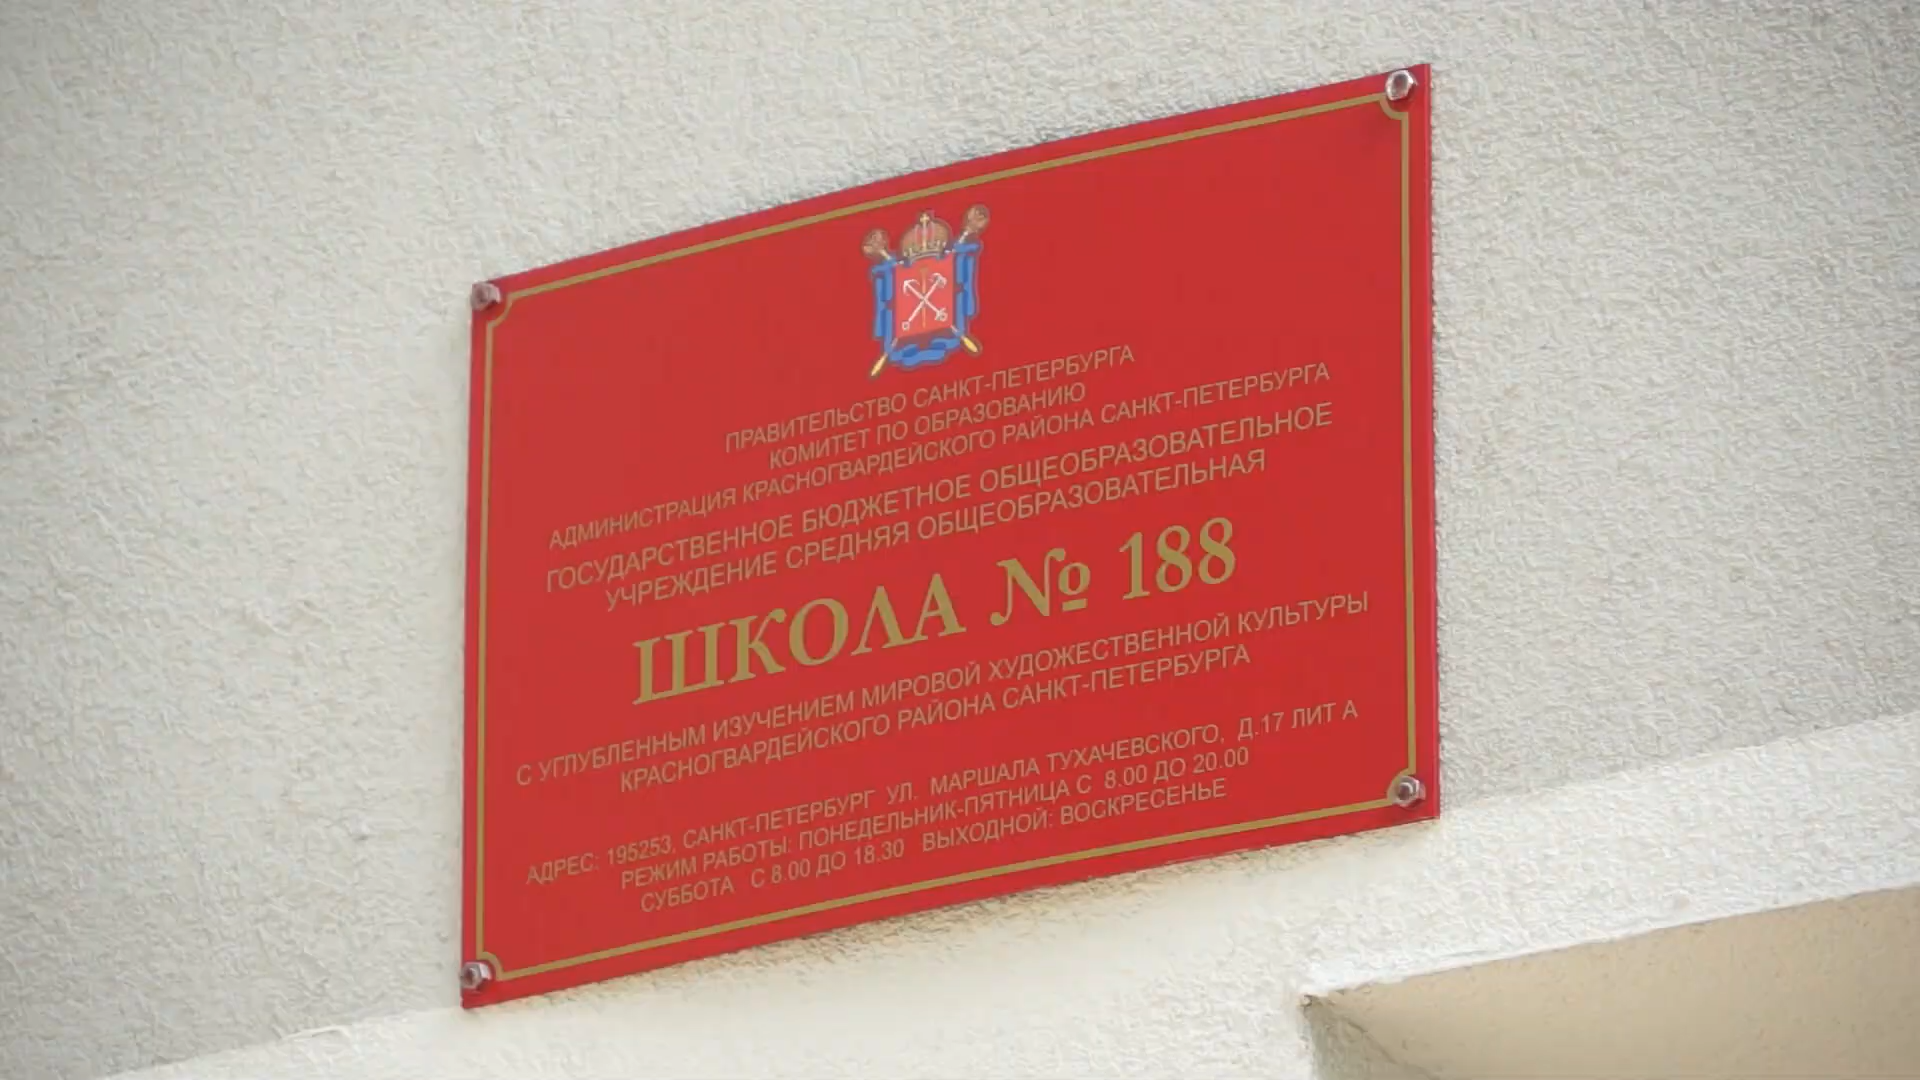 ПРАВИТЕЛЬСТВО САНКТ-ПЕТЕРБУРГА
КОМИТЕТ ПО ОБРАЗОВАНИЮ
АДМИНИСТРАЦИЯ КРАСНОГВАРДЕЙСКОГО РАЙОНА САНКТ-ПЕТЕРБУРГА
ГОСУДАРСТВЕННОЕ БЮДЖЕТНОЕ ОБЩЕОБРАЗОВАТЕЛЬНОЕ
УЧРЕЖДЕНИЕ СРЕДНЯЯ ОБЩЕОБРАЗОВАТЕЛЬНАЯ
ШКОЛА № 188
С УГЛУБЛЕННЫМ ИЗУЧЕНИЕМ МИРОВОЙ ХУДОЖЕСТВЕННОЙ КУЛЬТУРЫ
КРАСНОГВАРДЕЙСКОГО РАЙОНА САНКТ-ПЕТЕРБУРГА
АДРЕС: 195253, САНКТ-ПЕТЕРБУРГ УЛ. МАРШАЛА ТУХАЧЕВСКОГО, Д.17 ЛИТ А
РЕЖИМ РАБОТЫ: ПОНЕДЕЛЬНИК-ПЯТНИЦА С 8.00 ДО 20.00
СУББОТА С 8.00 ДО 18.30 ВЫХОДНОЙ: ВОСКРЕСЕНЬЕ